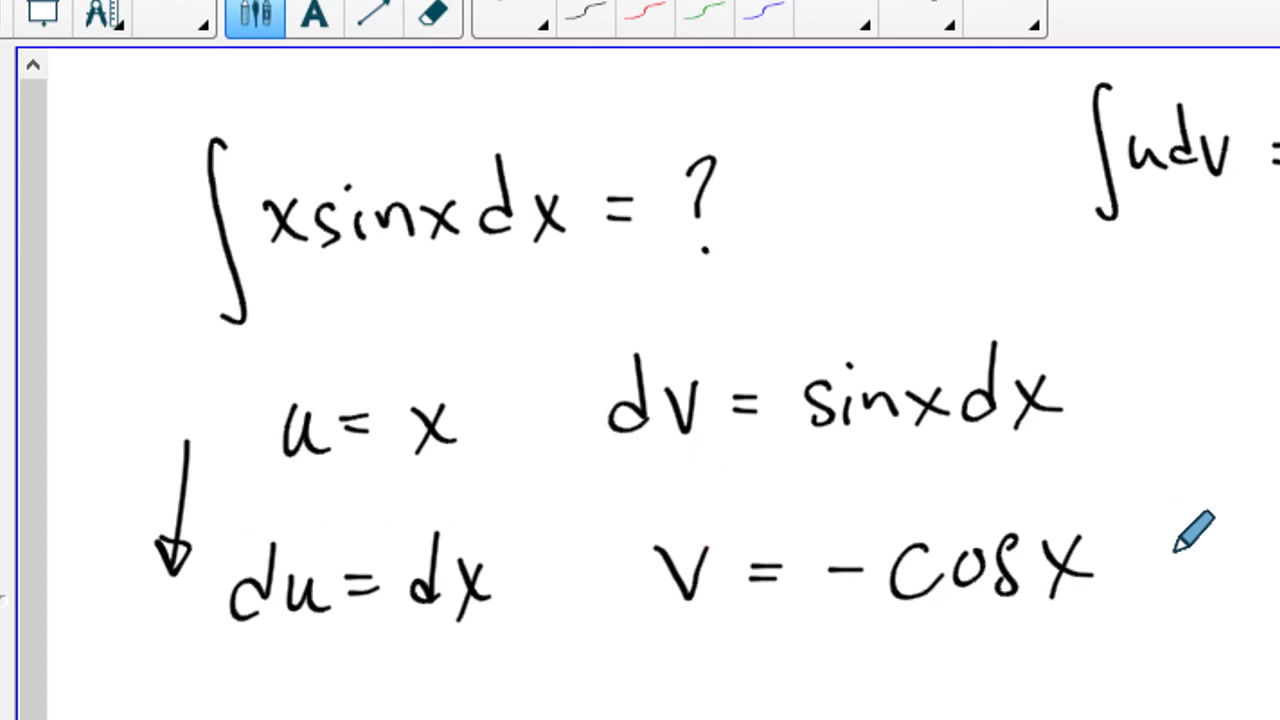 A
∫udv =
∫xsinxdx = ?
u = x dv = sinxdx
du = dx v = -cosx